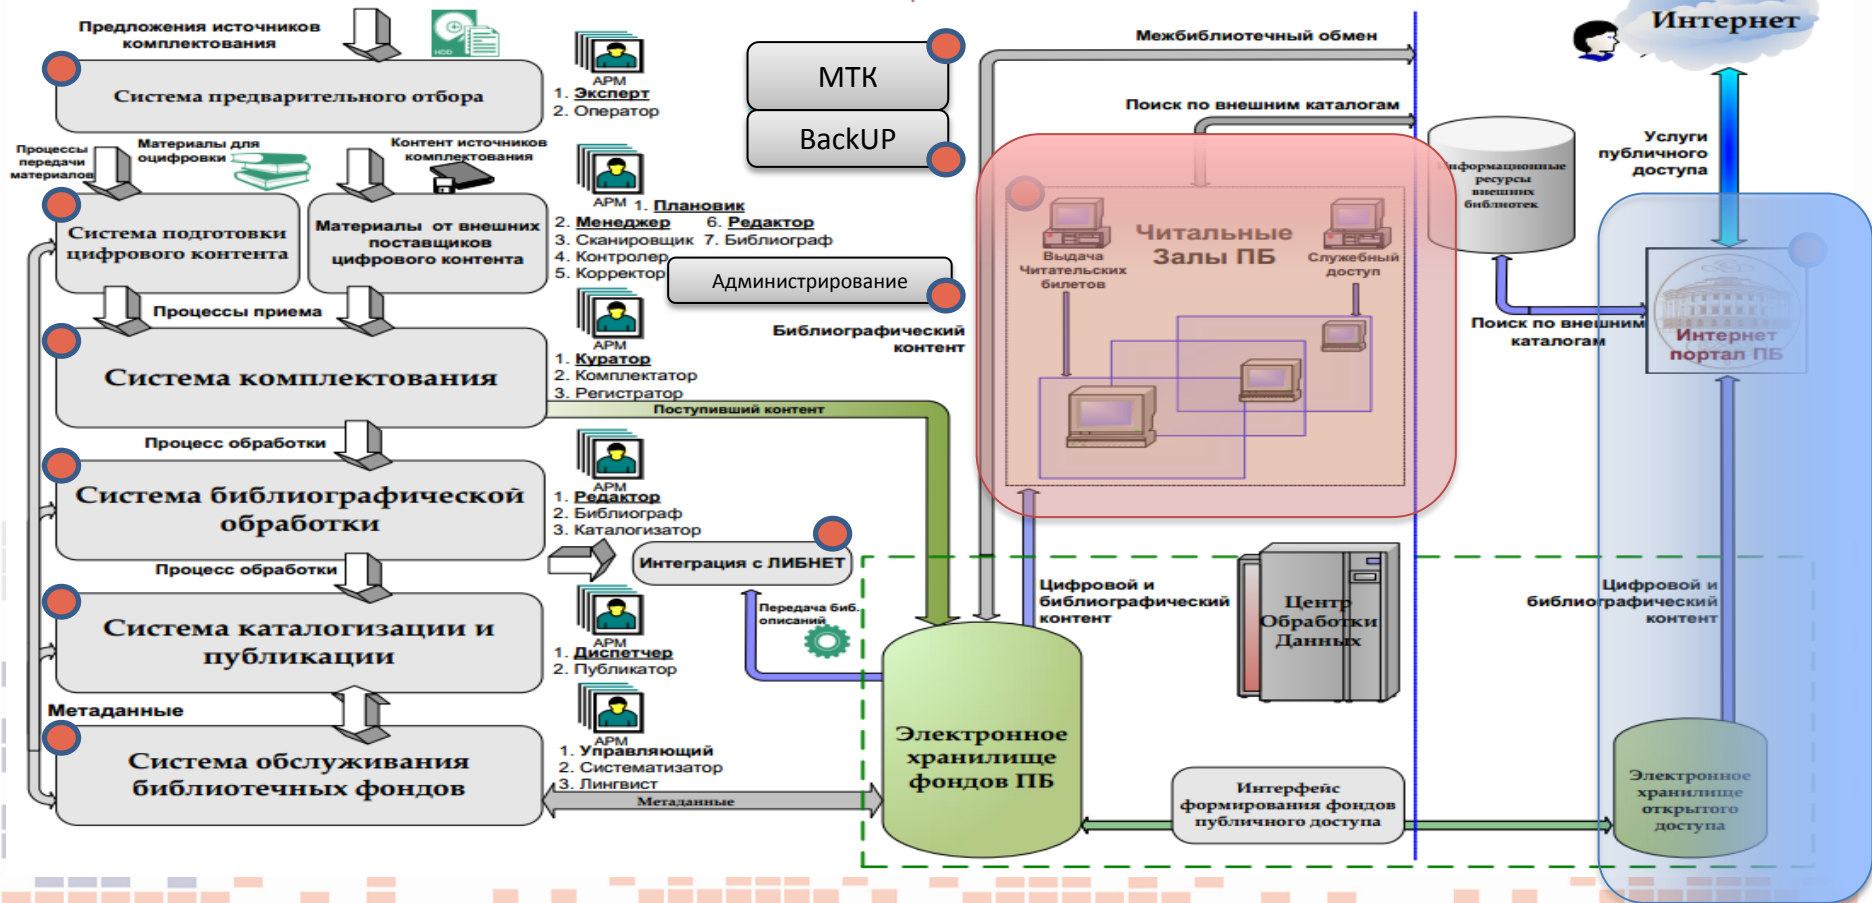 Предложения источников
комплектования
HDD
Система предварительного отбора
АРМ
1. Эксперт
2. Оператор
МТК
BackUP
Межбиблиотечный обмен
Поиск по внешним каталогам
Интернет
Услуги
публичного
доступа
Процессы
передачи
материалов
Материалы для
оцифровки
Контент источников
комплектования
Система подготовки
цифрового контента
Материалы от внешних
поставщиков
цифрового контента
АРМ
1. Плановик
2. Менеджер
3. Сканировщик
4. Контролер
5. Корректор
6. Редактор
7. Библиограф
Администрирование
Библиографический
контент
Читальные
Залы ПБ
Выдача
Читательских
билетов
Служебный
доступ
Информационные
ресурсы
внешних
библиотек
Поиск по внешним
каталогам
Интернет
портал ПБ
Процессы приема
Система комплектования
АРМ
1. Куратор
2. Комплектатор
3. Регистратор
Поступивший контент
Процесс обработки
Система библиографической
обработки
АРМ
1. Редактор
2. Библиограф
3. Каталогизатор
Интеграция с ЛИБНЕТ
Передача биб.
описаний
Процесс обработки
Система каталогизации и
публикации
АРМ
1. Диспетчер
2. Публикатор
Метаданные
Система обслуживания
библиотечных фондов
АРМ
1. Управляющий
2. Систематизатор
3. Лингвист
Метаданные
Электронное
хранилище
фондов ПБ
Цифровой и
библиографический
контент
Центр
Обработки
Данных
Интерфейс
формирования фондов
публичного доступа
Цифровой и
библиографический
контент
Электронное
хранилище
открытого
доступа